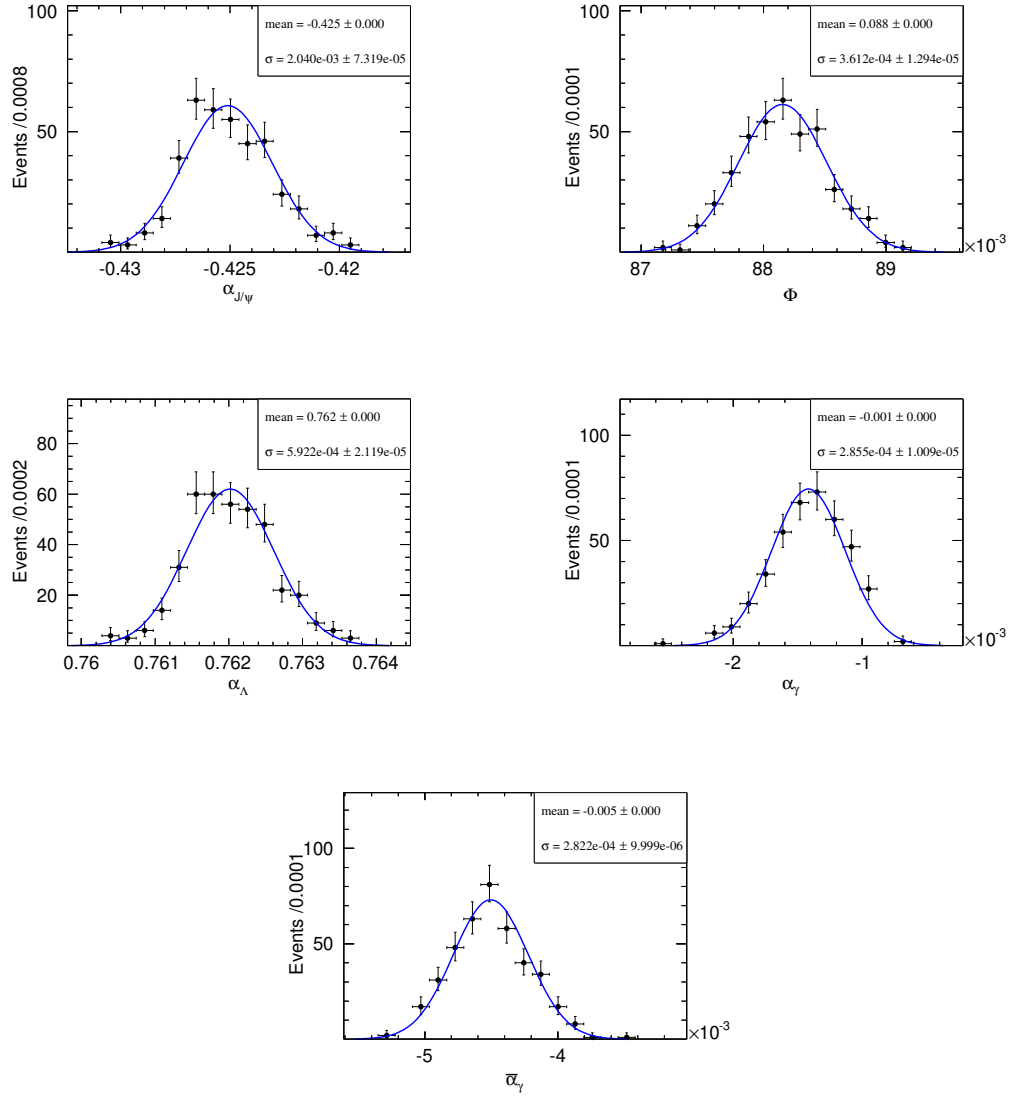 100
50
Events /0.0008
mean = -0.425 ± 0.000
σ = 2.040e-03 ± 7.319e-05
-0.43 -0.425 -0.42
α_J/ψ
100
50
Events /0.0001
mean = 0.088 ± 0.000
σ = 3.612e-04 ± 1.294e-05
87 88 89
×10⁻³
Φ
80
60
40
20
Events /0.0002
mean = 0.762 ± 0.000
σ = 5.922e-04 ± 2.119e-05
0.76 0.761 0.762 0.763 0.764
α_Λ
100
50
Events /0.0001
mean = -0.001 ± 0.000
σ = 2.855e-04 ± 1.009e-05
-2 -1
×10⁻³
α_γ
100
50
Events /0.0001
mean = -0.005 ± 0.000
σ = 2.822e-04 ± 9.999e-06
-5 -4
×10⁻³
α̅_γ